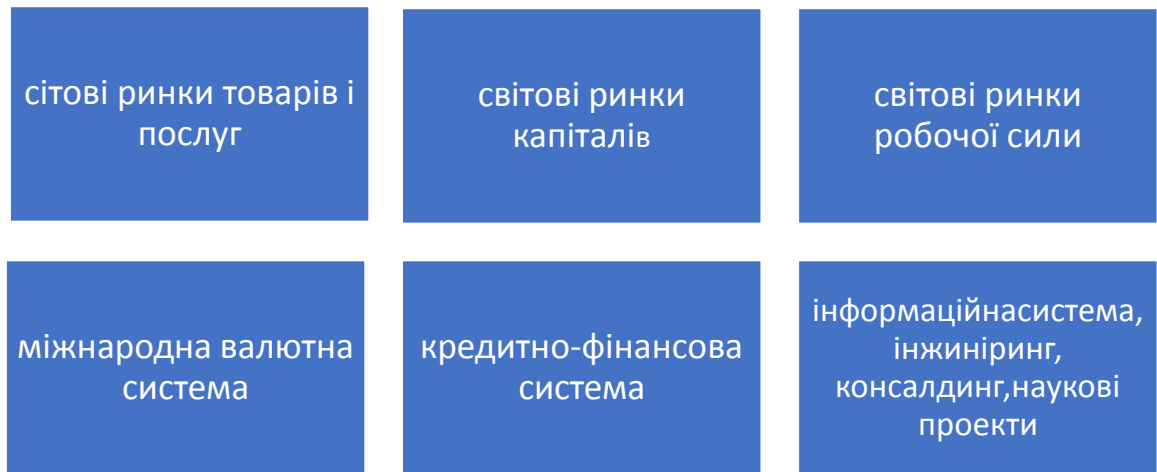 сітові ринки товарів і
послуг
світові ринки
капіталів
світові ринки
робочої сили
міжнародна валютна
система
кредитно-фінансова
система
інформаційнасистема,
інжиніринг,
консалдинг,наукові
проекти